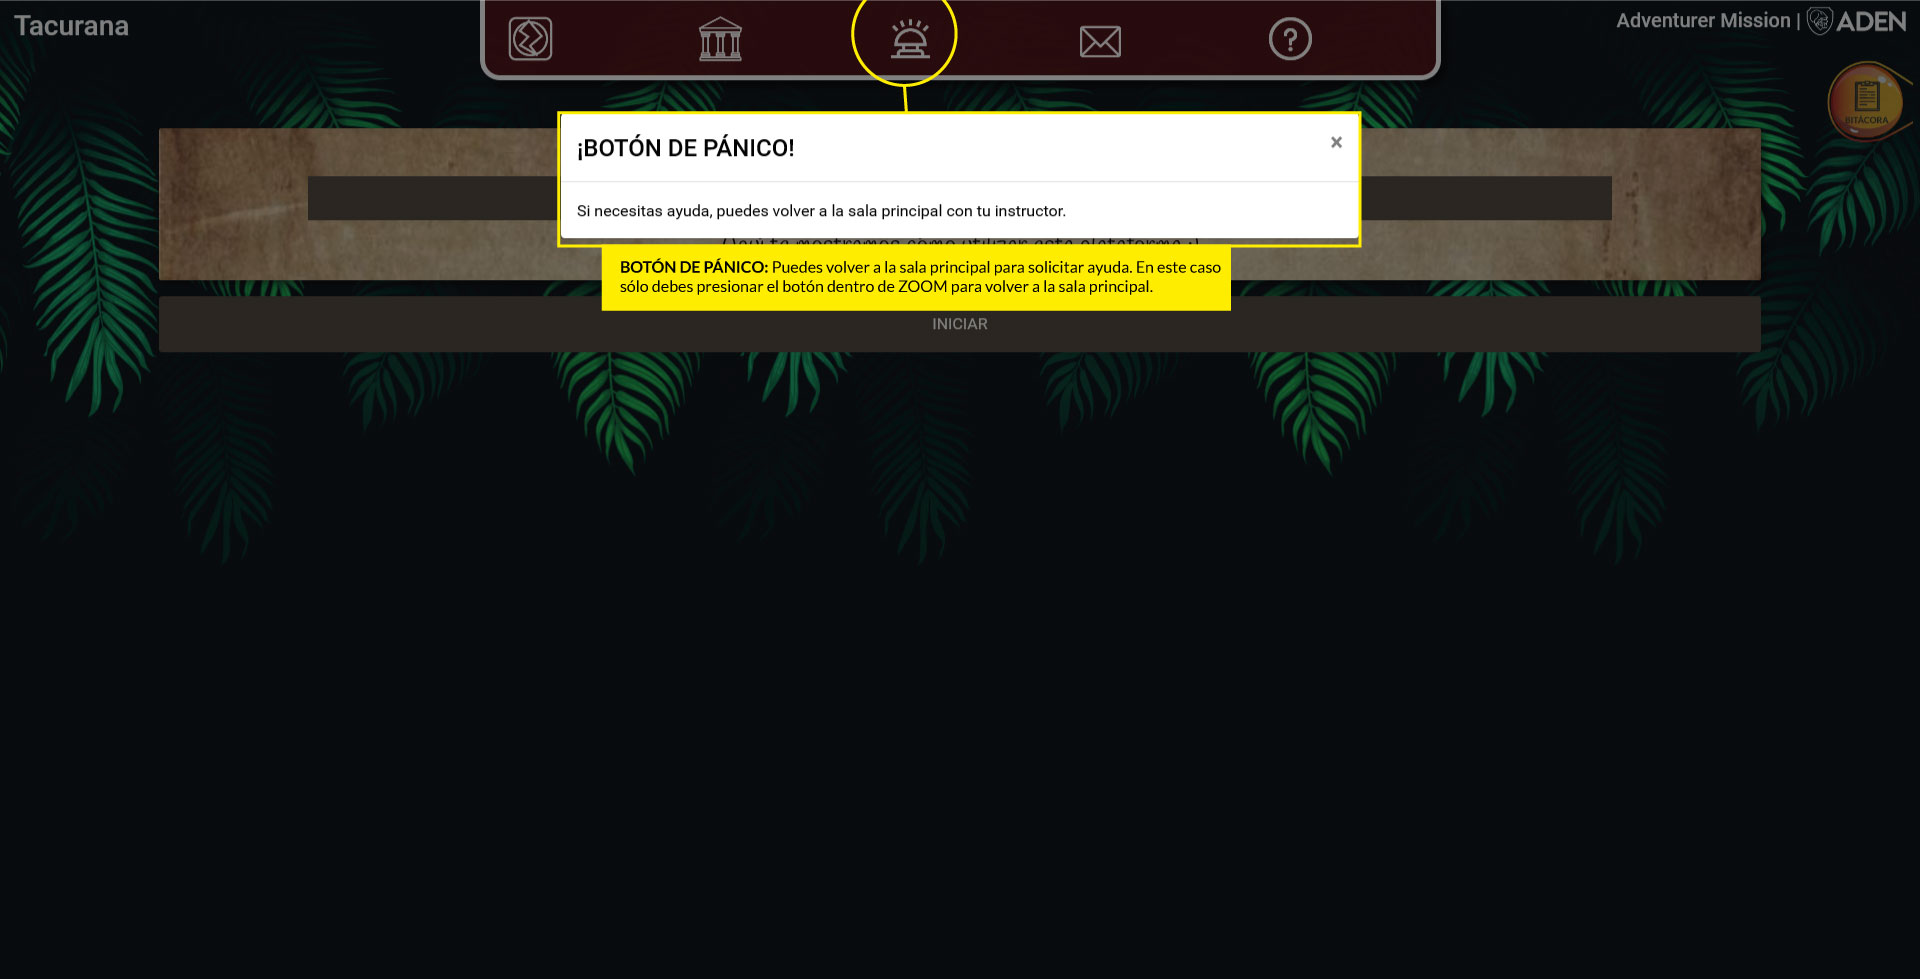 Tacurana
Adventurer Mission | ADEN
BITÁCORA
¡BOTÓN DE PÁNICO!
×
Si necesitas ayuda, puedes volver a la sala principal con tu instructor.
BOTÓN DE PÁNICO: Puedes volver a la sala principal para solicitar ayuda. En este caso
sólo debes presionar el botón dentro de ZOOM para volver a la sala principal.
INICIAR